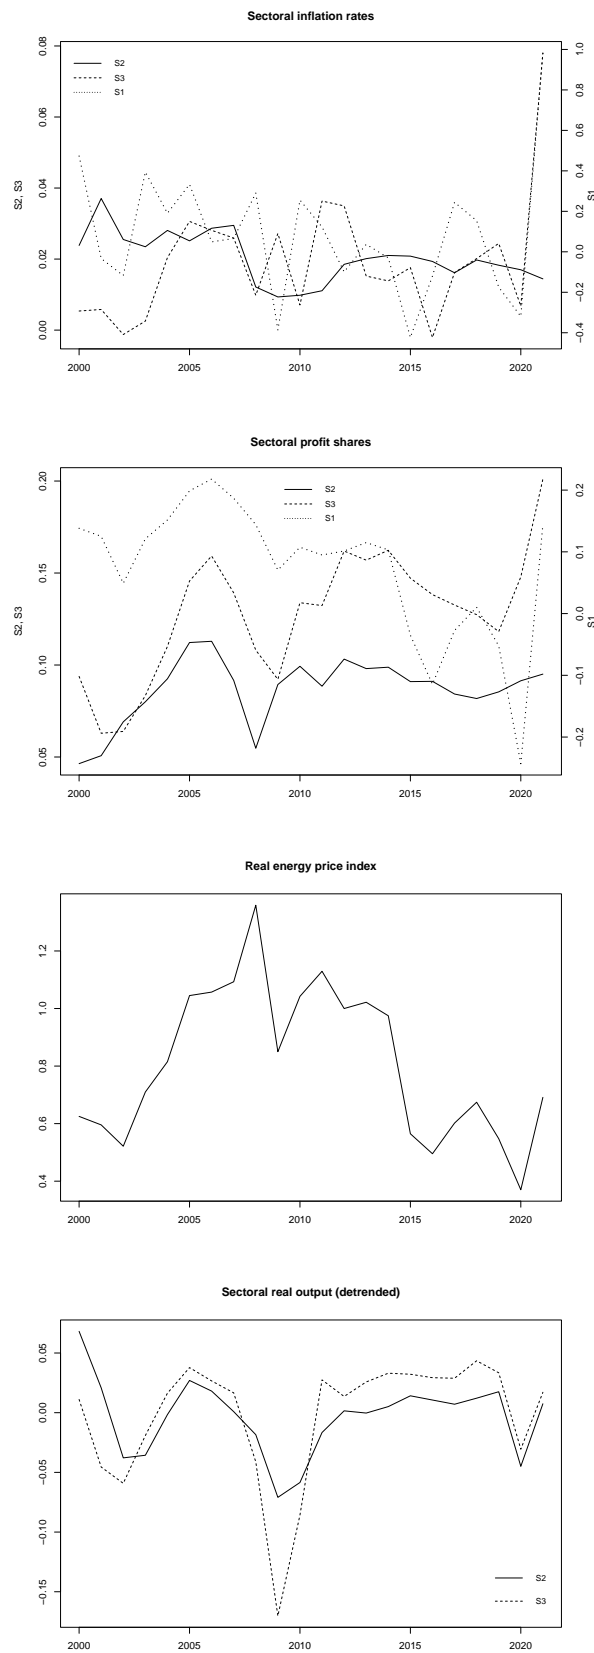 Sectoral inflation rates
S2
S3
S1
0.08
0.06
0.04
0.02
0.00
S2, S3
1.0
0.8
0.6
0.4
0.2
0.0
−0.2
−0.4
S1
2000 2005 2010 2015 2020
Sectoral profit shares
S2
S3
S1
0.20
0.15
0.10
0.05
S2, S3
0.2
0.1
0.0
−0.1
−0.2
S1
2000 2005 2010 2015 2020
Real energy price index
1.2
1.0
0.8
0.6
0.4
2000 2005 2010 2015 2020
Sectoral real output (detrended)
0.05
0.00
−0.05
−0.10
−0.15
S2
S3
2000 2005 2010 2015 2020